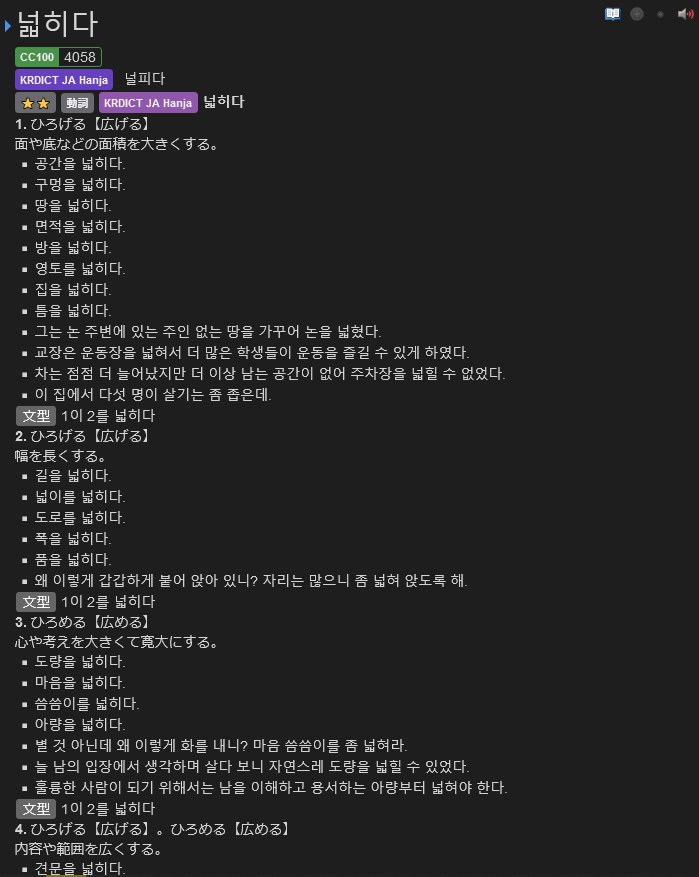 넓히다
CC100 4058
KRDICT JA Hanja 널피다
★★ 動詞 KRDICT JA Hanja 넓히다
1. ひろげる【広げる】
面や底などの面積を大きくする。
▪ 공간을 넓히다.
▪ 구멍을 넓히다.
▪ 땅을 넓히다.
▪ 면적을 넓히다.
▪ 방을 넓히다.
▪ 영토를 넓히다.
▪ 집을 넓히다.
▪ 틈을 넓히다.
▪ 그는 논 주변에 있는 주인 없는 땅을 가꾸어 논을 넓혔다.
▪ 교장은 운동장을 넓혀서 더 많은 학생들이 운동을 즐길 수 있게 하였다.
▪ 차는 점점 더 늘어났지만 더 이상 남는 공간이 없어 주차장을 넓힐 수 없었다.
▪ 이 집에서 다섯 명이 살기는 좀 좁은데.
文型 1이 2를 넓히다
2. ひろげる【広げる】
幅を長くする。
▪ 길을 넓히다.
▪ 넓이를 넓히다.
▪ 도로를 넓히다.
▪ 폭을 넓히다.
▪ 품을 넓히다.
▪ 왜 이렇게 갑갑하게 붙어 앉아 있니? 자리는 많으니 좀 넓혀 앉도록 해.
文型 1이 2를 넓히다
3. ひろめる【広める】
心や考えを大きくて寛大にする。
▪ 도량을 넓히다.
▪ 마음을 넓히다.
▪ 씀씀이를 넓히다.
▪ 아량을 넓히다.
▪ 별 것 아닌데 왜 이렇게 화를 내니? 마음 씀씀이를 좀 넓혀라.
▪ 늘 남의 입장에서 생각하며 살다 보니 자연스레 도량을 넓힐 수 있었다.
▪ 훌륭한 사람이 되기 위해서는 남을 이해하고 용서하는 아량부터 넓혀야 한다.
文型 1이 2를 넓히다
4. ひろげる【広げる】。ひろめる【広める】
内容や範囲を広くする。
▪ 견문을 넓히다.